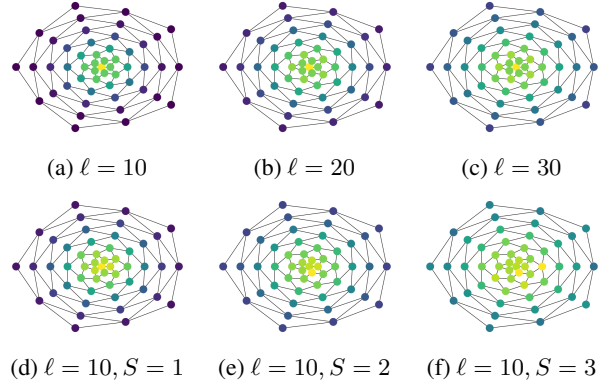 (a) ℓ = 10 (b) ℓ = 20 (c) ℓ = 30
(d) ℓ = 10, S = 1 (e) ℓ = 10, S = 2 (f) ℓ = 10, S = 3